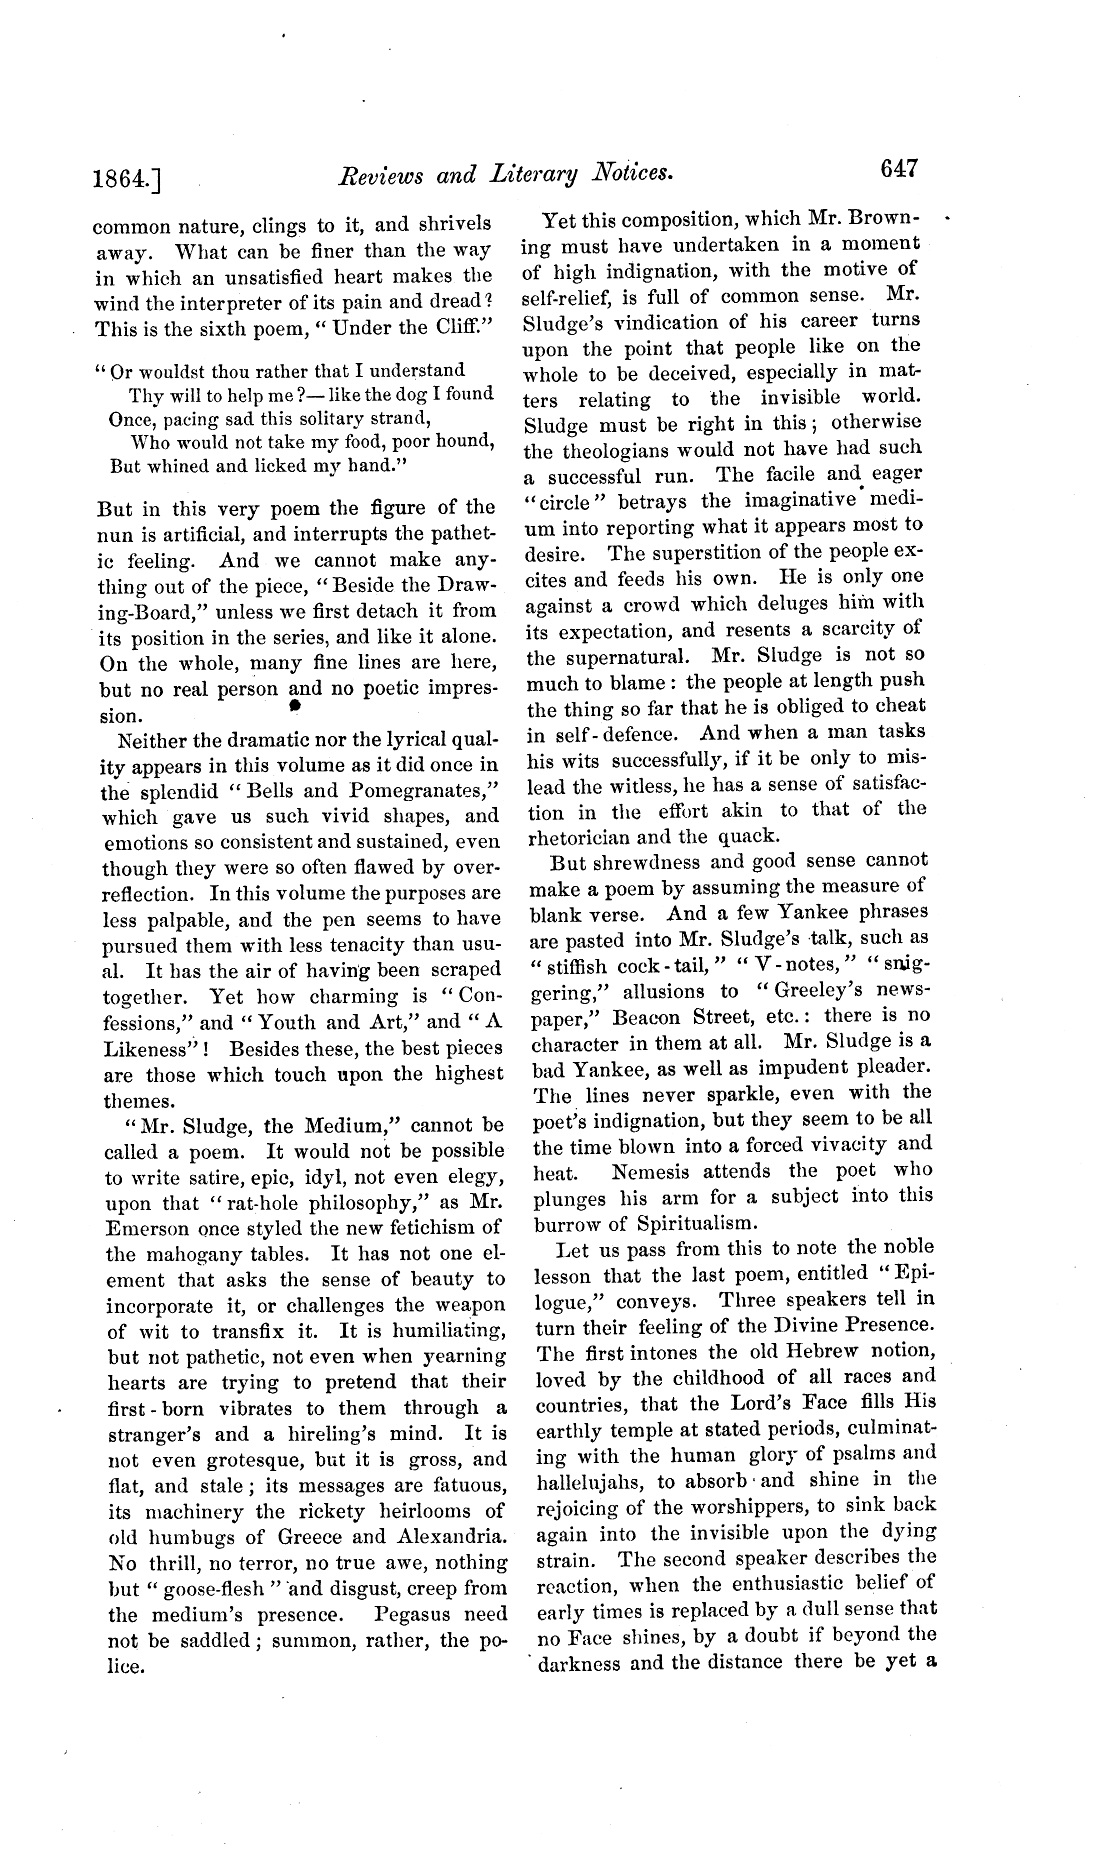 1864.] Reviews and Literary Notices. 647
common nature, clings to it, and shrivels
away. What can be finer than the way
in which an unsatisfied heart makes the
wind the interpreter of its pain and dread?
This is the sixth poem, “Under the Cliff.”
“Or wouldst thou rather that I understand
Thy will to help me?—like the dog I found
Once, pacing sad this solitary strand,
Who would not take my food, poor hound,
But whined and licked my hand.”
But in this very poem the figure of the
nun is artificial, and interrupts the pathet-
ic feeling. And we cannot make any-
thing out of the piece, “Beside the Draw-
ing-Board,” unless we first detach it from
its position in the series, and like it alone.
On the whole, many fine lines are here,
but no real person and no poetic impres-
sion.
Neither the dramatic nor the lyrical qual-
ity appears in this volume as it did once in
the splendid “Bells and Pomegranates,”
which gave us such vivid shapes, and
emotions so consistent and sustained, even
though they were so often flawed by over-
reflection. In this volume the purposes are
less palpable, and the pen seems to have
pursued them with less tenacity than usu-
al. It has the air of having been scraped
together. Yet how charming is “Con-
fessions,” and “Youth and Art,” and “A
Likeness”! Besides these, the best pieces
are those which touch upon the highest
themes.
“Mr. Sludge, the Medium,” cannot be
called a poem. It would not be possible
to write satire, epic, idyl, not even elegy,
upon that “rat-hole philosophy,” as Mr.
Emerson once styled the new fetichism of
the mahogany tables. It has not one el-
ement that asks the sense of beauty to
incorporate it, or challenges the weapon
of wit to transfix it. It is humiliating,
but not pathetic, not even when yearning
hearts are trying to pretend that their
first-born vibrates to them through a
stranger's and a hireling's mind. It is
not even grotesque, but it is gross, and
flat, and stale; its messages are fatuous,
its machinery the rickety heirlooms of
old humbugs of Greece and Alexandria.
No thrill, no terror, no true awe, nothing
but “goose-flesh” and disgust, creep from
the medium's presence. Pegasus need
not be saddled; summon, rather, the po-
lice.
Yet this composition, which Mr. Brown-
ing must have undertaken in a moment
of high indignation, with the motive of
self-relief, is full of common sense. Mr.
Sludge's vindication of his career turns
upon the point that people like on the
whole to be deceived, especially in mat-
ters relating to the invisible world.
Sludge must be right in this; otherwise
the theologians would not have had such
a successful run. The facile and eager
“circle” betrays the imaginative medi-
um into reporting what it appears most to
desire. The superstition of the people ex-
cites and feeds his own. He is only one
against a crowd which deluges him with
its expectation, and resents a scarcity of
the supernatural. Mr. Sludge is not so
much to blame: the people at length push
the thing so far that he is obliged to cheat
in self-defence. And when a man tasks
his wits successfully, if it be only to mis-
lead the witless, he has a sense of satisfac-
tion in the effort akin to that of the
rhetorician and the quack.
But shrewdness and good sense cannot
make a poem by assuming the measure of
blank verse. And a few Yankee phrases
are pasted into Mr. Sludge's talk, such as
“stiffish cock-tail,” “V-notes,” “snig-
gering,” allusions to “Greeley's news-
paper,” Beacon Street, etc.: there is no
character in them at all. Mr. Sludge is a
bad Yankee, as well as impudent pleader.
The lines never sparkle, even with the
poet's indignation, but they seem to be all
the time blown into a forced vivacity and
heat. Nemesis attends the poet who
plunges his arm for a subject into this
burrow of Spiritualism.
Let us pass from this to note the noble
lesson that the last poem, entitled “Epi-
logue,” conveys. Three speakers tell in
turn their feeling of the Divine Presence.
The first intones the old Hebrew notion,
loved by the childhood of all races and
countries, that the Lord's Face fills His
earthly temple at stated periods, culminat-
ing with the human glory of psalms and
hallelujahs, to absorb and shine in the
rejoicing of the worshippers, to sink back
again into the invisible upon the dying
strain. The second speaker describes the
reaction, when the enthusiastic belief of
early times is replaced by a dull sense that
no Face shines, by a doubt if beyond the
darkness and the distance there be yet a